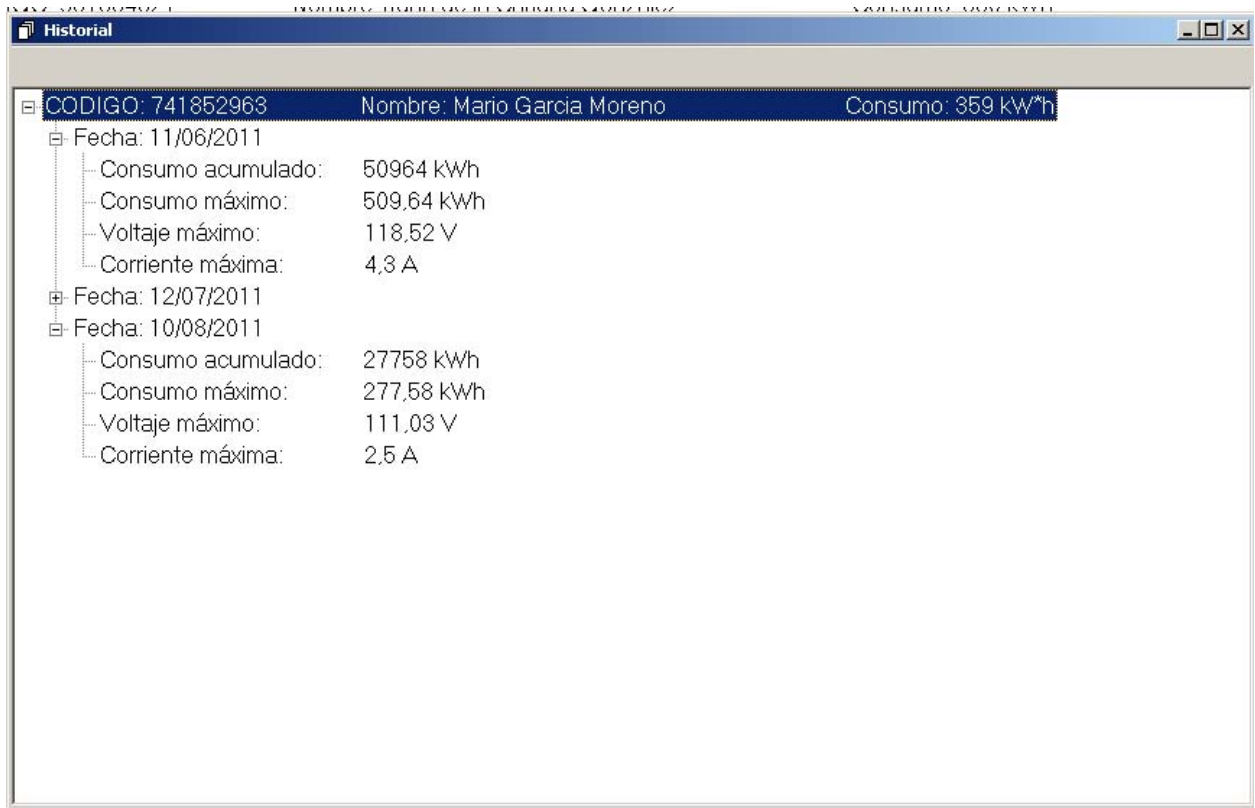 Historial
CODIGO: 741852963 Nombre: Mario Garcia Moreno Consumo: 359 kW*h
Fecha: 11/06/2011
Consumo acumulado: 50964 kWh
Consumo máximo: 509,64 kWh
Voltaje máximo: 118,52 V
Corriente máxima: 4,3 A
Fecha: 12/07/2011
Fecha: 10/08/2011
Consumo acumulado: 27758 kWh
Consumo máximo: 277,58 kWh
Voltaje máximo: 111,03 V
Corriente máxima: 2,5 A